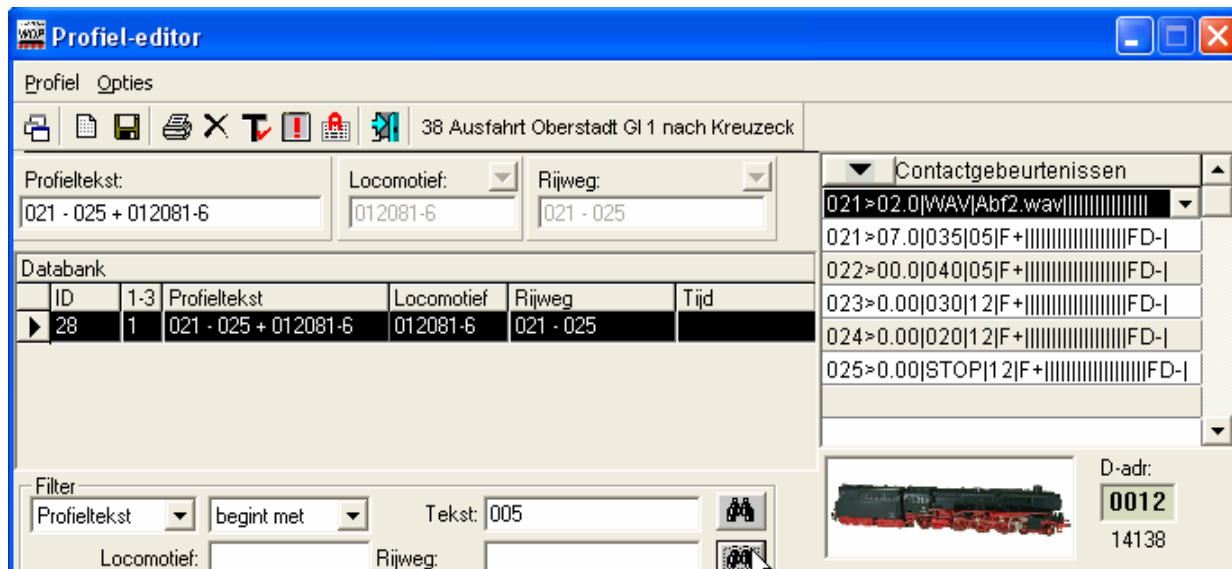 WDP Profiel-editor
Profiel Opties
38 Ausfahrt Oberstadt Gl 1 nach Kreuzeck
Profieltekst: Locomotief: Rijweg:
021 - 025 + 012081-6 012081-6 021 - 025
Databank
ID 1-3 Profieltekst Locomotief Rijweg Tijd
28 1 021 - 025 + 012081-6 012081-6 021 - 025
Contactgebeurtenissen
021>02.0|WAV|Abf2.wav||||||||||||||||
021>07.0|035|05|F+|||||||||||||||||||FD-|
022>00.0|040|05|F+|||||||||||||||||||FD-|
023>0.00|030|12|F+|||||||||||||||||||FD-|
024>0.00|020|12|F+|||||||||||||||||||FD-|
025>0.00|STOP|12|F+|||||||||||||||||||FD-|
Filter
Profieltekst begint met Tekst: 005
Locomotief: Rijweg:
D-adr:
0012
14138